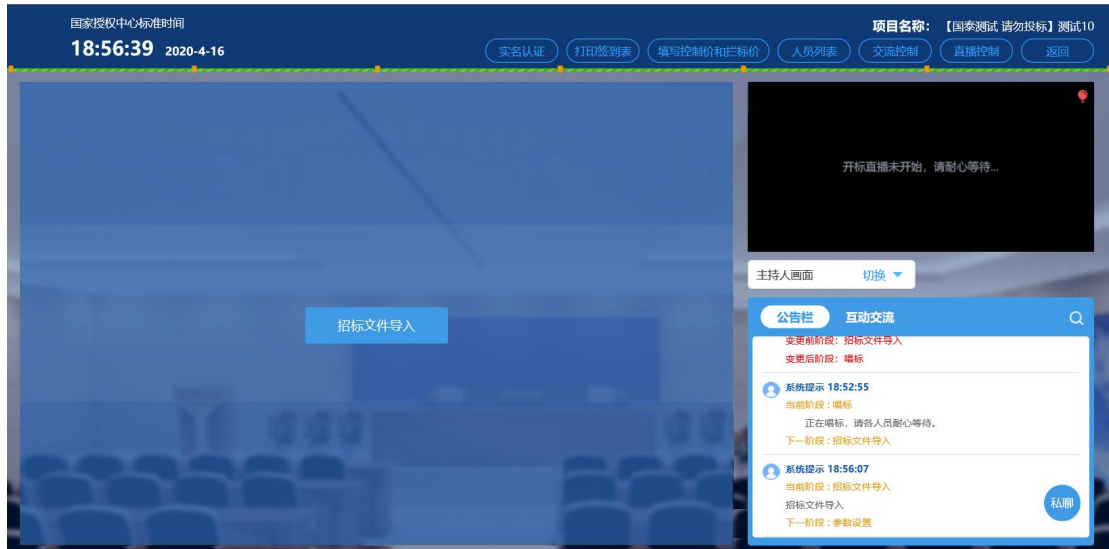 国家授权中心标准时间
项目名称： 【国泰测试 请勿投标】测试10
18:56:39 2020-4-16
实名认证 打印签到表 填写控制价和拦标价 人员列表 交流控制 直播控制 返回
开标直播未开始，请耐心等待...
主持人画面 切换
招标文件导入
公告栏 互动交流
变更前阶段：招标文件导入
变更后阶段：唱标
系统提示 18:52:55
当前阶段 : 唱标
正在唱标，请各人员耐心等待。
下一阶段 : 招标文件导入
系统提示 18:56:07
当前阶段 : 招标文件导入
招标文件导入
下一阶段 : 参数设置
私聊